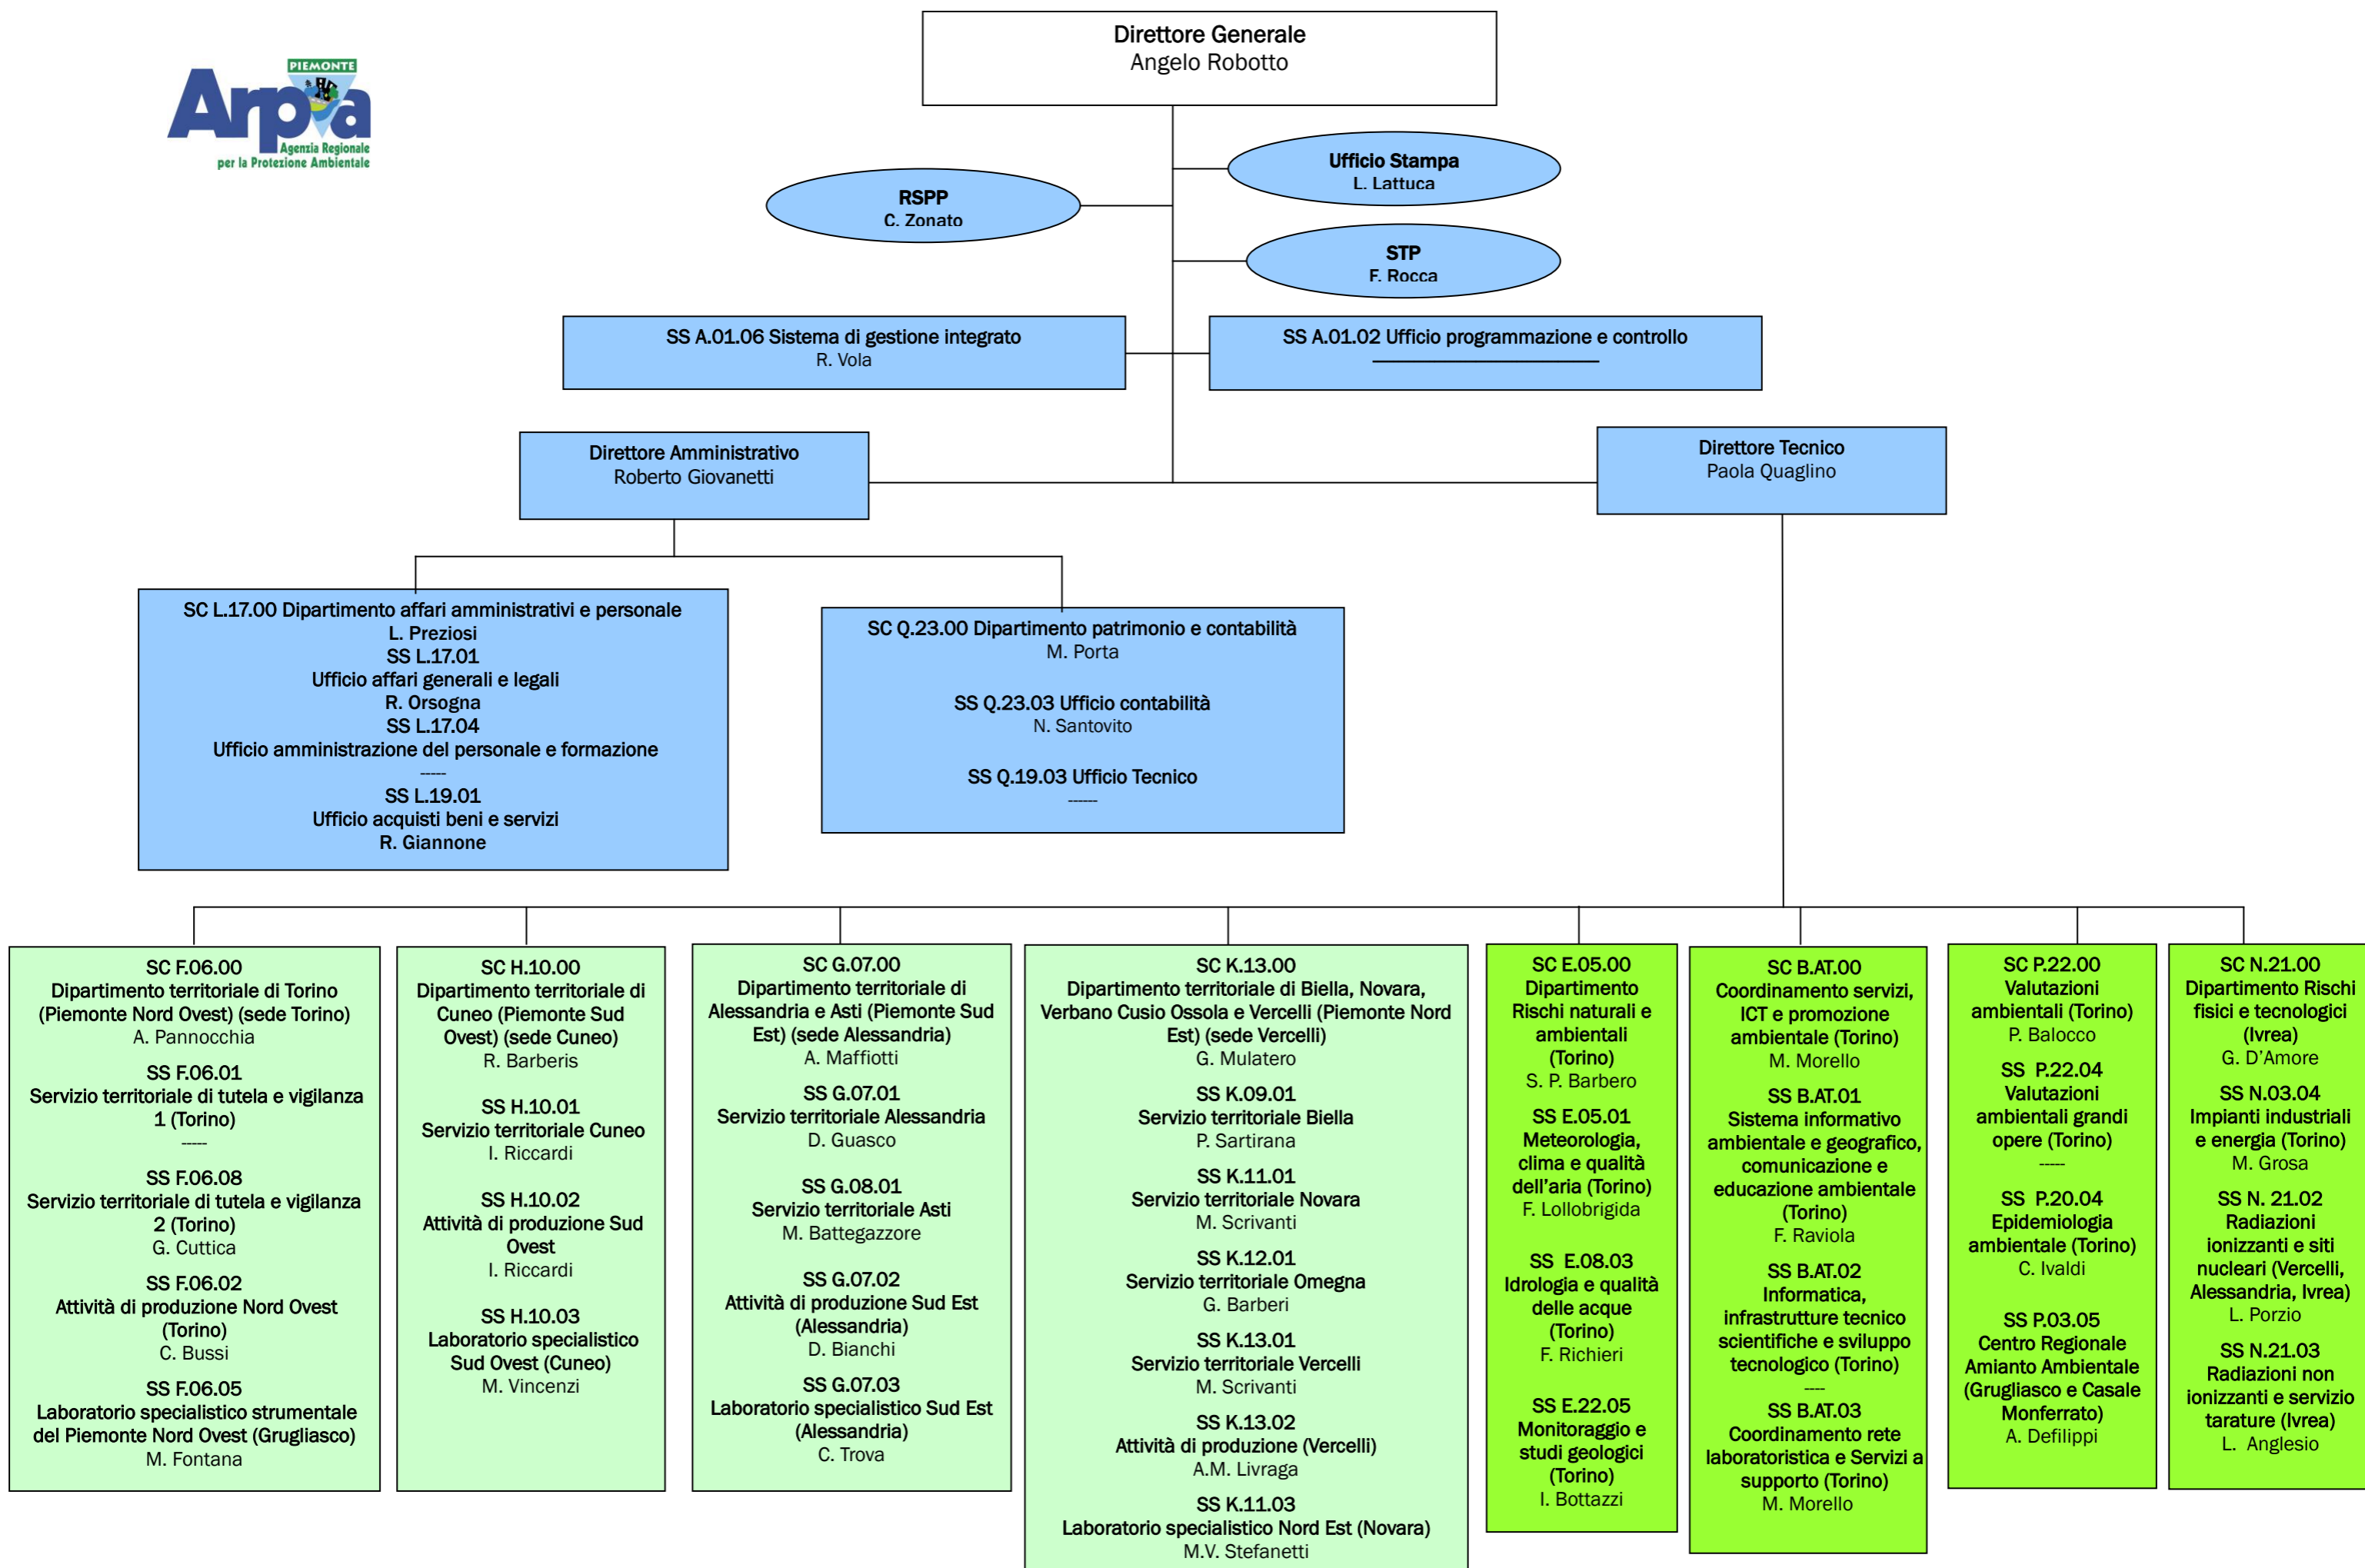 Direttore Generale
Angelo Robotto
PIEMONTE
Arpa
Agenzia Regionale
per la Protezione Ambientale
Ufficio Stampa
L. Lattuca
RSPP
C. Zonato
STP
F. Rocca
SS A.01.06 Sistema di gestione integrato
R. Vola
SS A.01.02 Ufficio programmazione e controllo
Direttore Amministrativo
Roberto Giovanetti
Direttore Tecnico
Paola Quaglino
SC L.17.00 Dipartimento affari amministrativi e personale
L. Preziosi
SS L.17.01
Ufficio affari generali e legali
R. Orsogna
SS L.17.04
Ufficio amministrazione del personale e formazione
-----
SS L.19.01
Ufficio acquisti beni e servizi
R. Giannone
SC Q.23.00 Dipartimento patrimonio e contabilità
M. Porta
SS Q.23.03 Ufficio contabilità
N. Santovito
SS Q.19.03 Ufficio Tecnico
------
SC F.06.00
Dipartimento territoriale di Torino
(Piemonte Nord Ovest) (sede Torino)
A. Pannocchia
SS F.06.01
Servizio territoriale di tutela e vigilanza
1 (Torino)
-----
SS F.06.08
Servizio territoriale di tutela e vigilanza
2 (Torino)
G. Cuttica
SS F.06.02
Attività di produzione Nord Ovest
(Torino)
C. Bussi
SS F.06.05
Laboratorio specialistico strumentale
del Piemonte Nord Ovest (Grugliasco)
M. Fontana
SC H.10.00
Dipartimento territoriale di
Cuneo (Piemonte Sud
Ovest) (sede Cuneo)
R. Barberis
SS H.10.01
Servizio territoriale Cuneo
I. Riccardi
SS H.10.02
Attività di produzione Sud
Ovest
I. Riccardi
SS H.10.03
Laboratorio specialistico
Sud Ovest (Cuneo)
M. Vincenzi
SC G.07.00
Dipartimento territoriale di
Alessandria e Asti (Piemonte Sud
Est) (sede Alessandria)
A. Maffiotti
SS G.07.01
Servizio territoriale Alessandria
D. Guasco
SS G.08.01
Servizio territoriale Asti
M. Battegazzore
SS G.07.02
Attività di produzione Sud Est
(Alessandria)
D. Bianchi
SS G.07.03
Laboratorio specialistico Sud Est
(Alessandria)
C. Trova
SC K.13.00
Dipartimento territoriale di Biella, Novara,
Verbano Cusio Ossola e Vercelli (Piemonte Nord
Est) (sede Vercelli)
G. Mulatero
SS K.09.01
Servizio territoriale Biella
P. Sartirana
SS K.11.01
Servizio territoriale Novara
M. Scrivanti
SS K.12.01
Servizio territoriale Omegna
G. Barberi
SS K.13.01
Servizio territoriale Vercelli
M. Scrivanti
SS K.13.02
Attività di produzione (Vercelli)
A.M. Livraga
SS K.11.03
Laboratorio specialistico Nord Est (Novara)
M.V. Stefanetti
SC E.05.00
Dipartimento
Rischi naturali e
ambientali
(Torino)
S. P. Barbero
SS E.05.01
Meteorologia,
clima e qualità
dell'aria (Torino)
F. Lollobrigida
SS E.08.03
Idrologia e qualità
delle acque
(Torino)
F. Richieri
SS E.22.05
Monitoraggio e
studi geologici
(Torino)
I. Bottazzi
SC B.AT.00
Coordinamento servizi,
ICT e promozione
ambientale (Torino)
M. Morello
SS B.AT.01
Sistema informativo
ambientale e geografico,
comunicazione e
educazione ambientale
(Torino)
F. Raviola
SS B.AT.02
Informatica,
infrastrutture tecnico
scientifiche e sviluppo
tecnologico (Torino)
----
SS B.AT.03
Coordinamento rete
laboratoristica e Servizi a
supporto (Torino)
M. Morello
SC P.22.00
Valutazioni
ambientali (Torino)
P. Balocco
SS P.22.04
Valutazioni
ambientali grandi
opere (Torino)
-----
SS P.20.04
Epidemiologia
ambientale (Torino)
C. Ivaldi
SS P.03.05
Centro Regionale
Amianto Ambientale
(Grugliasco e Casale
Monferrato)
A. Defilippi
SC N.21.00
Dipartimento Rischi
fisici e tecnologici
(Ivrea)
G. D'Amore
SS N.03.04
Impianti industriali
e energia (Torino)
M. Grosa
SS N. 21.02
Radiazioni
ionizzanti e siti
nucleari (Vercelli,
Alessandria, Ivrea)
L. Porzio
SS N.21.03
Radiazioni non
ionizzanti e servizio
tarature (Ivrea)
L. Anglesio